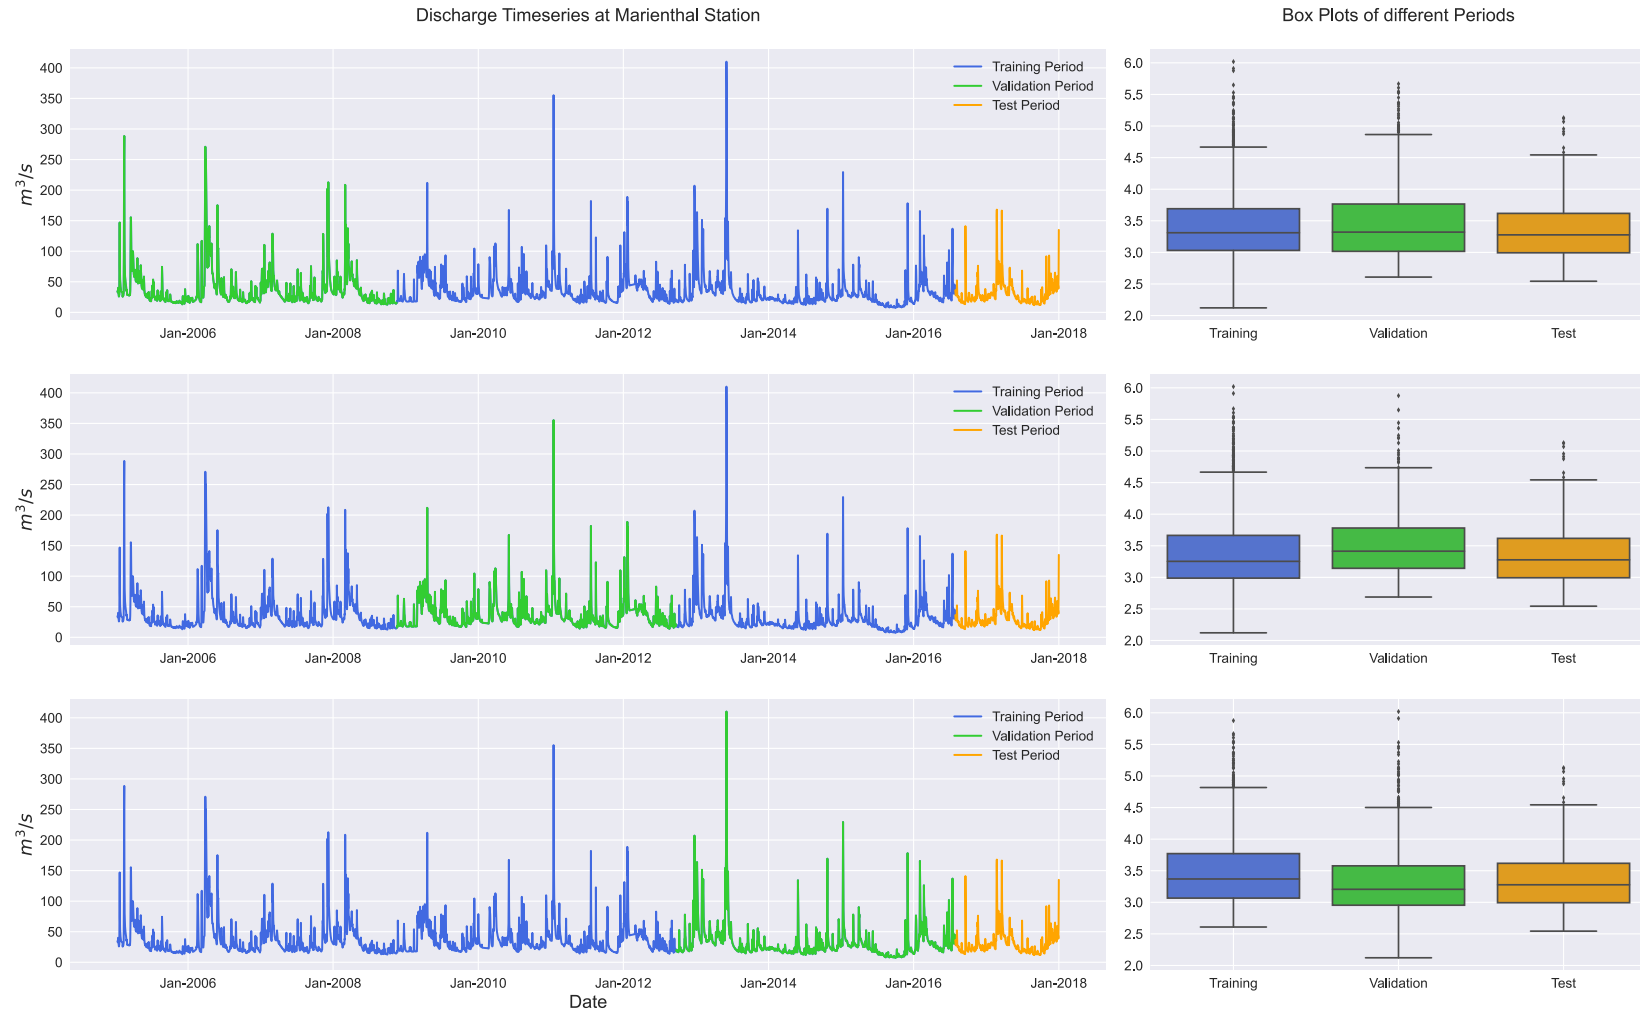 Discharge Timeseries at Marienthal Station
Box Plots of different Periods
m³/s
400
350
300
250
200
150
100
50
0
Training Period
Validation Period
Test Period
Jan-2006 Jan-2008 Jan-2010 Jan-2012 Jan-2014 Jan-2016 Jan-2018
6.0
5.5
5.0
4.5
4.0
3.5
3.0
2.5
2.0
Training Validation Test
m³/s
400
350
300
250
200
150
100
50
0
Training Period
Validation Period
Test Period
Jan-2006 Jan-2008 Jan-2010 Jan-2012 Jan-2014 Jan-2016 Jan-2018
6.0
5.5
5.0
4.5
4.0
3.5
3.0
2.5
2.0
Training Validation Test
m³/s
400
350
300
250
200
150
100
50
0
Training Period
Validation Period
Test Period
Jan-2006 Jan-2008 Jan-2010 Jan-2012 Jan-2014 Jan-2016 Jan-2018
Date
6.0
5.5
5.0
4.5
4.0
3.5
3.0
2.5
2.0
Training Validation Test